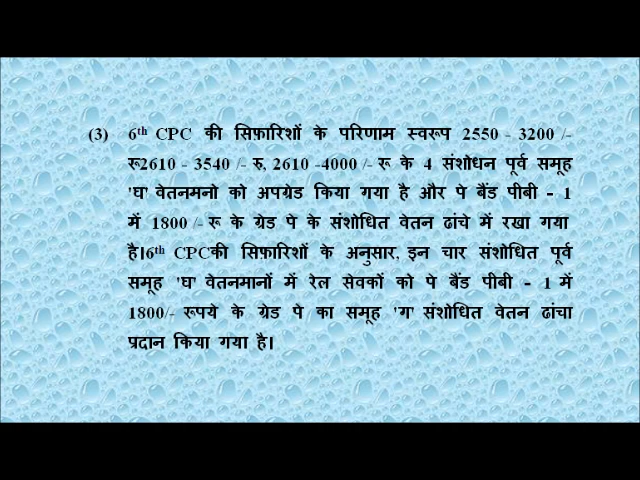 (3) 6th CPC की सिफ़ारिशों के परिणाम स्वरूप 2550 - 3200 /-
रू2610 - 3540 /- रु, 2610 -4000 /- रू के 4 संशोधन पूर्व समूह
'घ' वेतनमनो को अपग्रेड किया गया है और पे बैंड पीबी - 1
में 1800 /- रू के ग्रेड पे के संशोधित वेतन ढांचे में रखा गया
है।6th CPCकी सिफ़ारिशों के अनुसार, इन चार संशोधित पूर्व
समूह 'घ' वेतनमानों में रेल सेवकों को पे बैंड पीबी - 1 में
1800/- रूपये के ग्रेड पे का समूह 'ग' संशोधित वेतन ढांचा
प्रदान किया गया है।